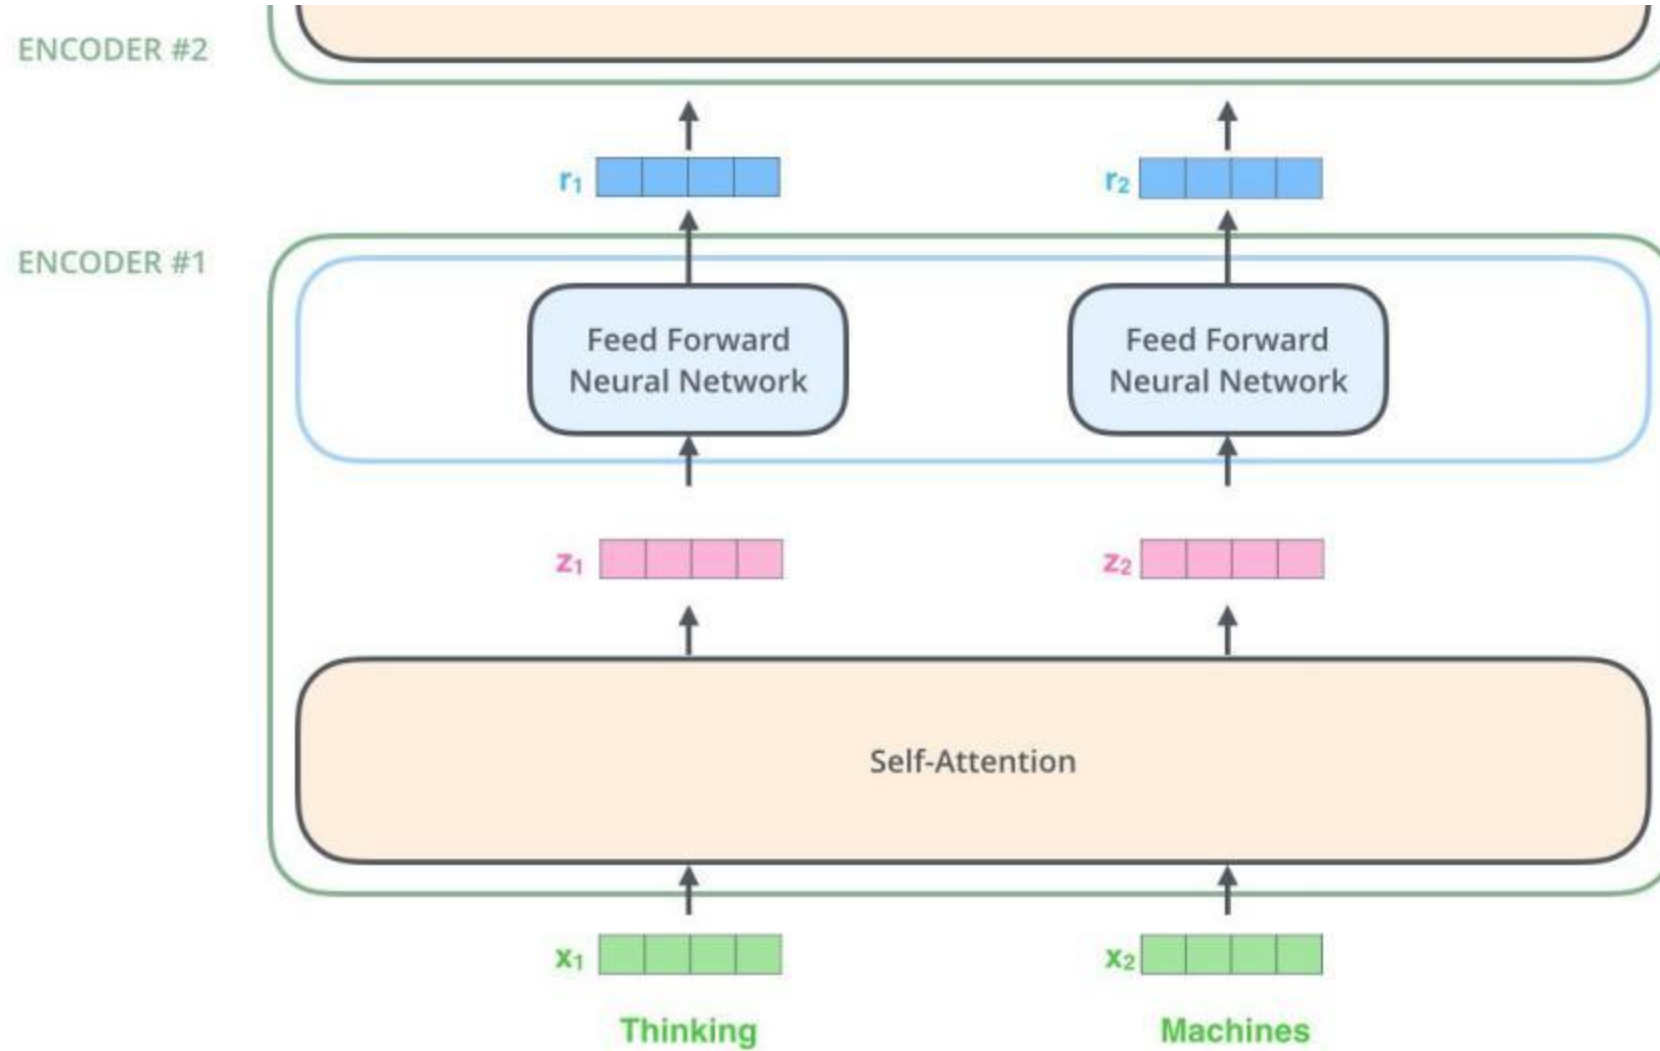 ENCODER #2
r₁ r₂
ENCODER #1
Feed Forward Feed Forward
Neural Network Neural Network
z₁ z₂
Self-Attention
x₁ x₂
Thinking Machines